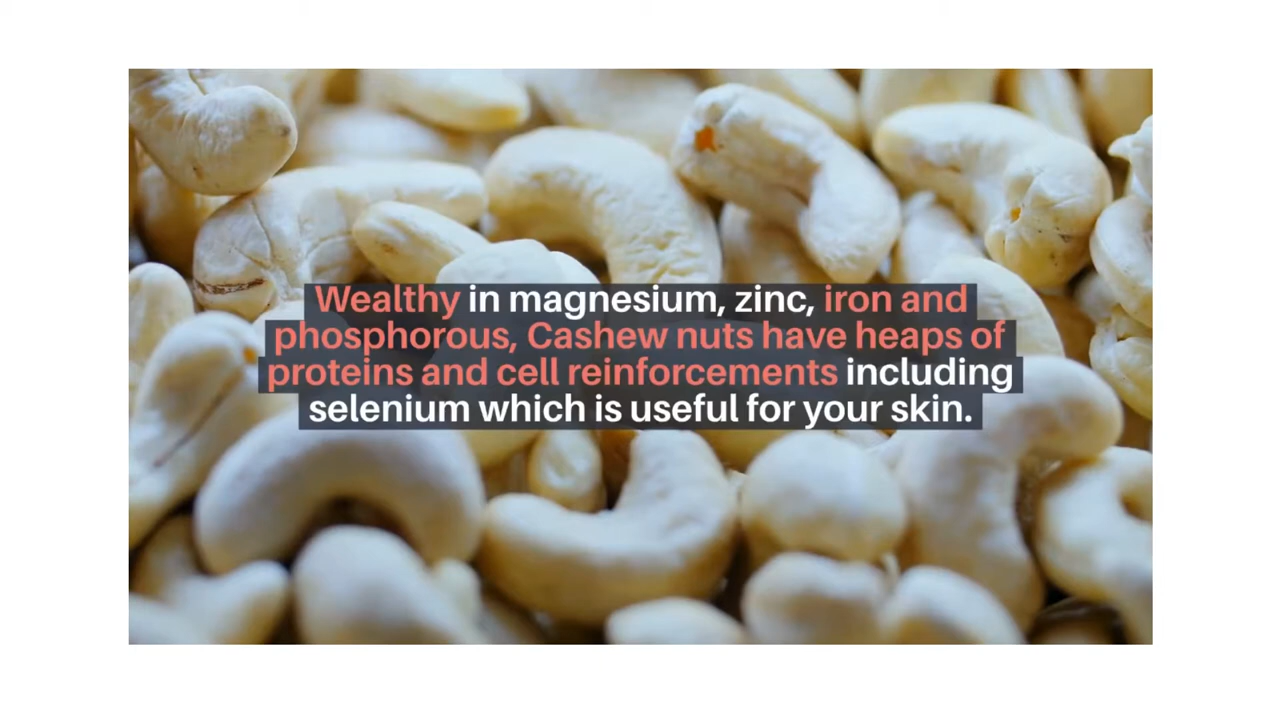 Wealthy in magnesium, zinc, iron and
phosphorous, Cashew nuts have heaps of
proteins and cell reinforcements including
selenium which is useful for your skin.